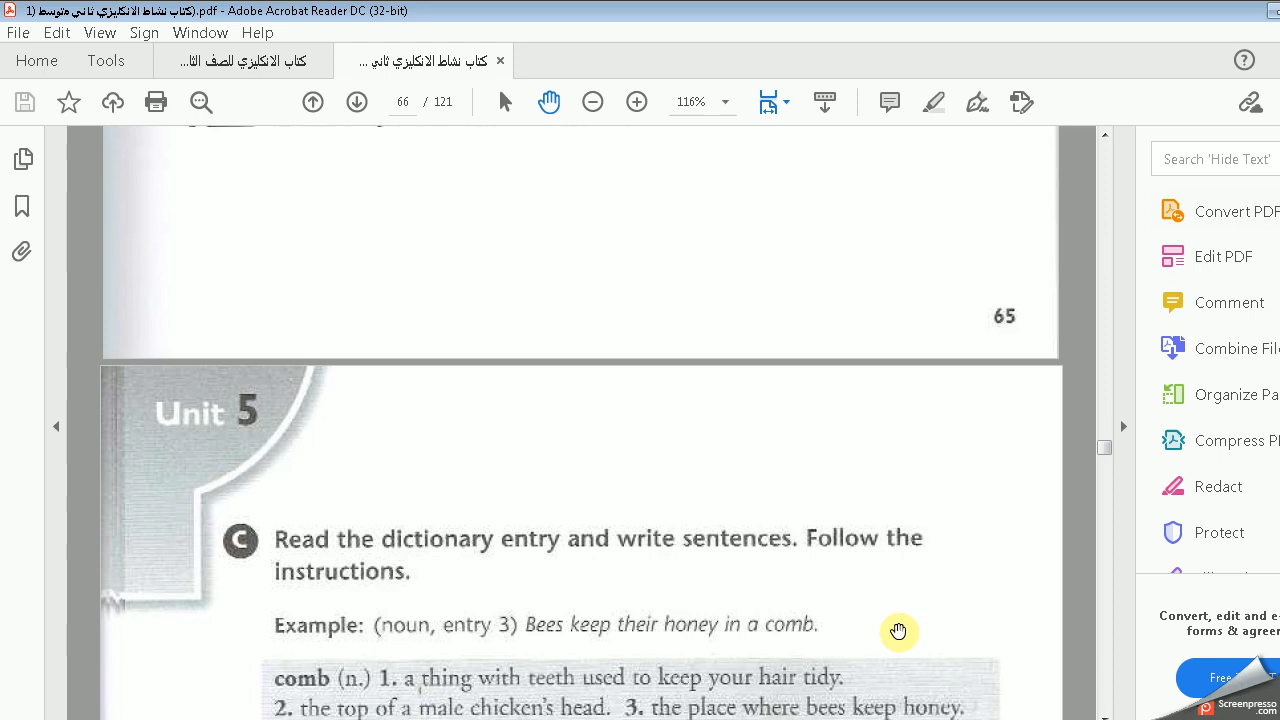 1) كتاب نشاط الانكليزي ثاني متوسط).pdf - Adobe Acrobat Reader DC (32-bit)
File Edit View Sign Window Help
Home Tools كتاب الانكليزي للصف الثا... كتاب نشاط الانكليزي ثاني ... ×
66 / 121 116%
Search 'Hide Text'
Convert PDF
Edit PDF
Comment
Combine File
Organize Pa
Compress P
Redact
Protect
Convert, edit and e
forms & agree
Free
Screenpresso
.com
65
Unit 5
C Read the dictionary entry and write sentences. Follow the
instructions.
Example: (noun, entry 3) Bees keep their honey in a comb.
comb (n.) 1. a thing with teeth used to keep your hair tidy.
2. the top of a male chicken's head. 3. the place where bees keep honey.